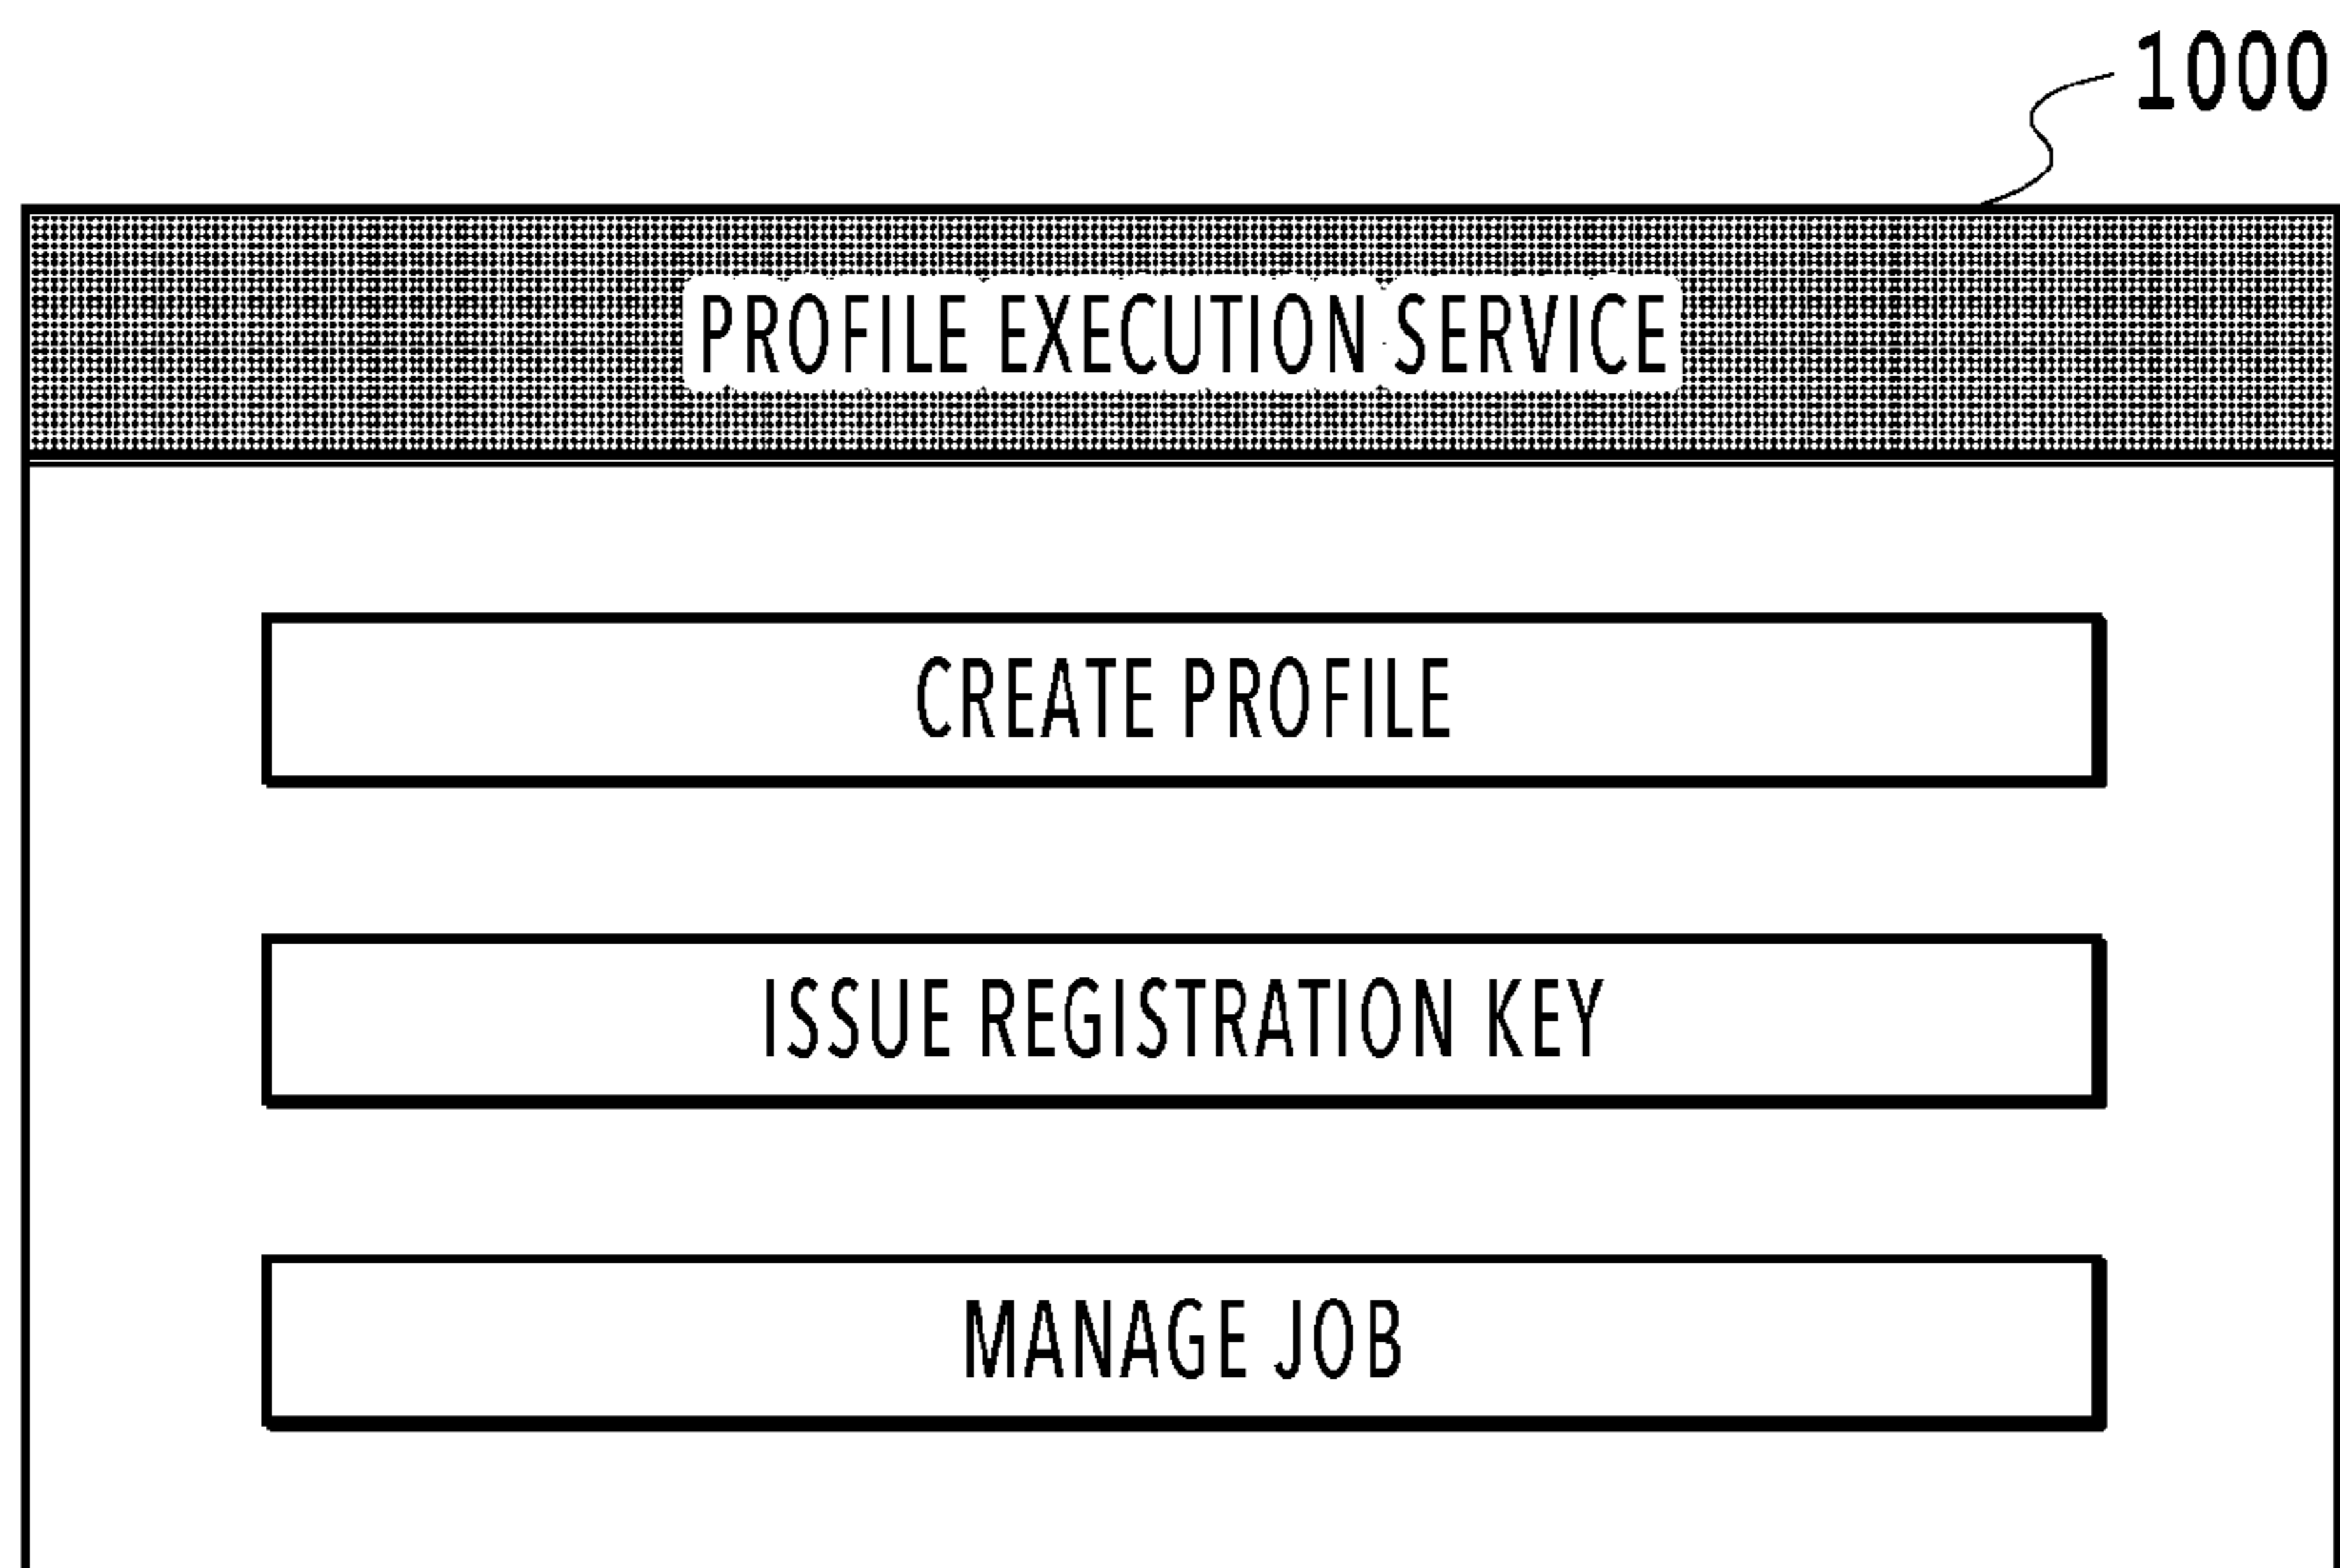 1000
PROFILE EXECUTION SERVICE
CREATE PROFILE
ISSUE REGISTRATION KEY
MANAGE JOB